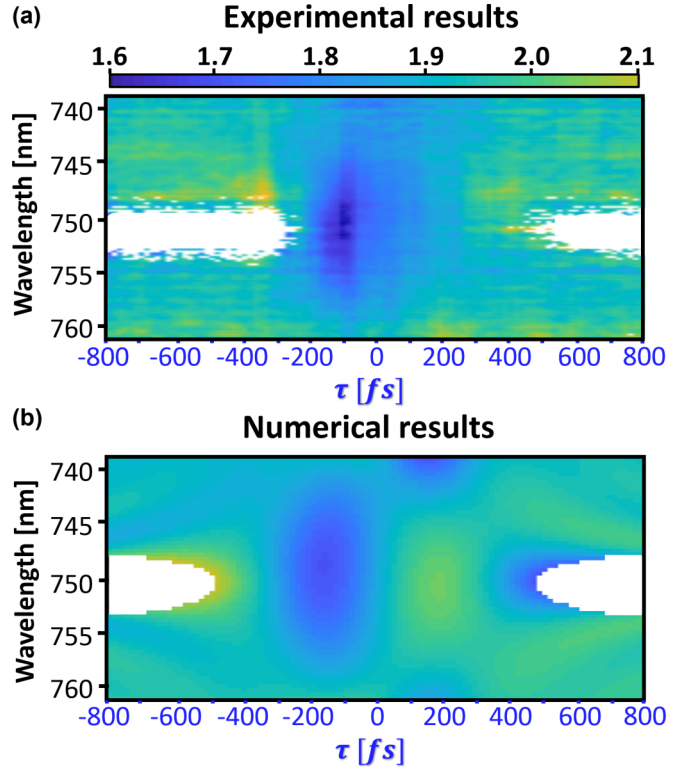 (a)
Experimental results
1.6 1.7 1.8 1.9 2.0 2.1
Wavelength [nm]
740
745
750
755
760
-800 -600 -400 -200 0 200 400 600 800
τ [fs]
(b)
Numerical results
Wavelength [nm]
740
745
750
755
760
-800 -600 -400 -200 0 200 400 600 800
τ [fs]